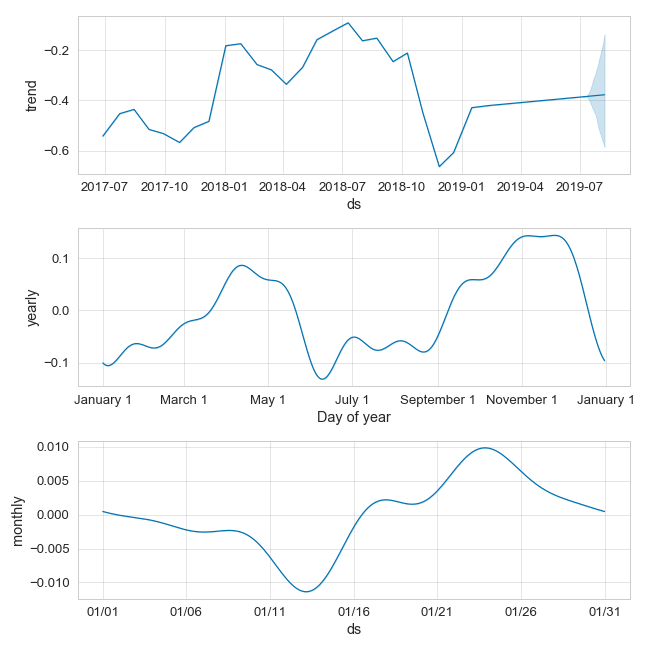 −0.2
−0.4
−0.6
trend
2017-07 2017-10 2018-01 2018-04 2018-07 2018-10 2019-01 2019-04 2019-07
ds
0.1
0.0
−0.1
yearly
January 1 March 1 May 1 July 1 September 1 November 1 January 1
Day of year
0.010
0.005
0.000
−0.005
−0.010
monthly
01/01 01/06 01/11 01/16 01/21 01/26 01/31
ds